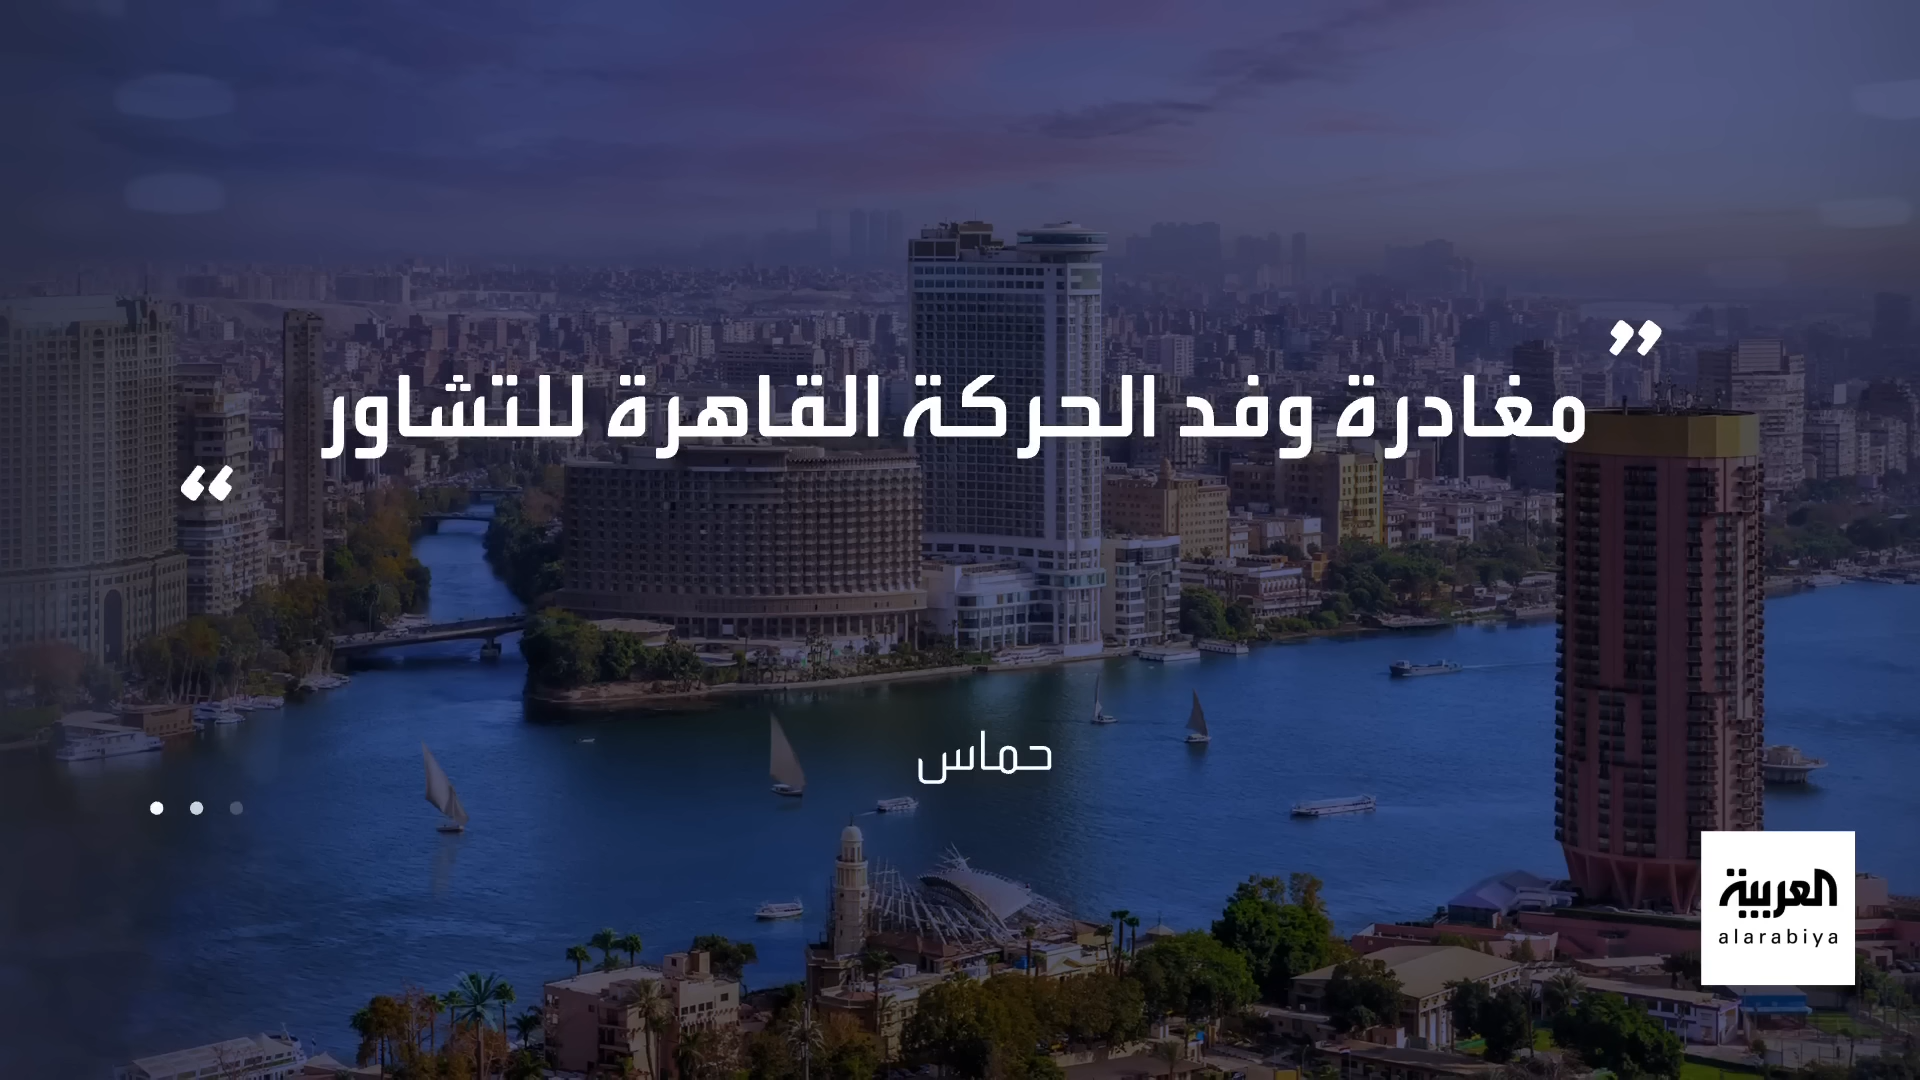 ”
مغادرة وفد الحركة القاهرة للتشاور
“
حماس
العربية
alarabiya